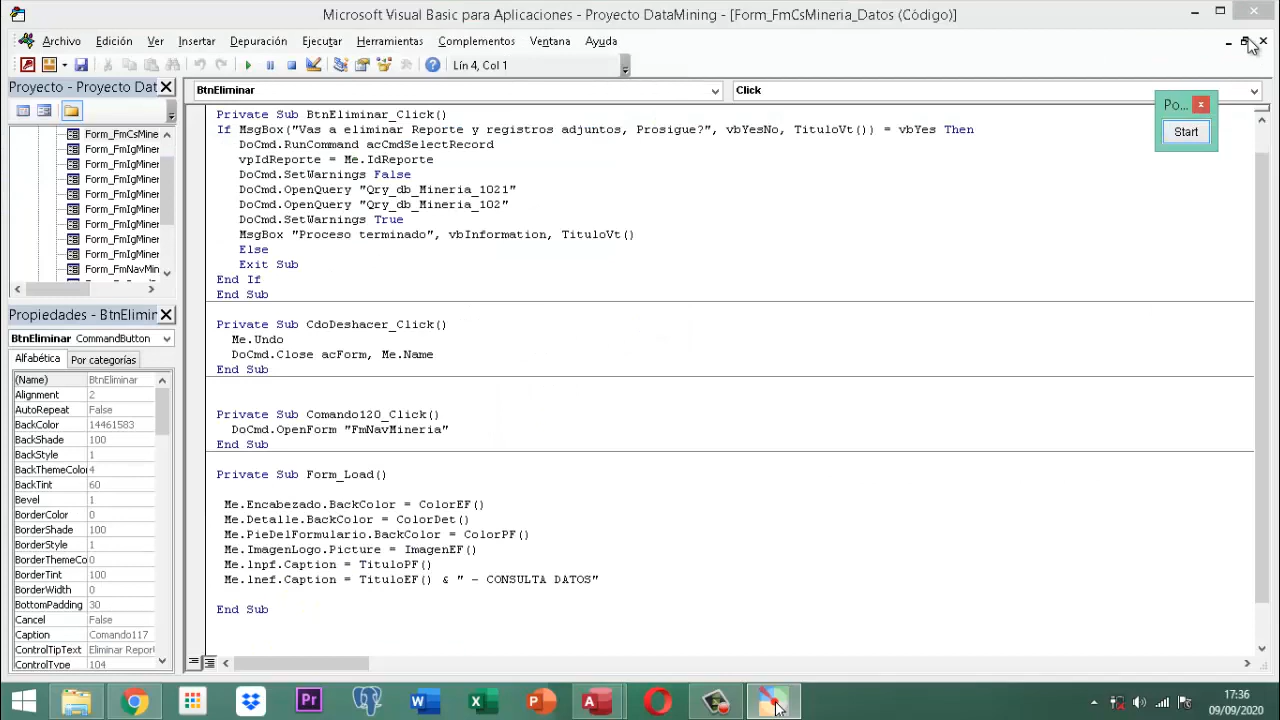 Microsoft Visual Basic para Aplicaciones - Proyecto DataMining - [Form_FmCsMineria_Datos (Código)]
Archivo Edición Ver Insertar Depuración Ejecutar Herramientas Complementos Ventana Ayuda
Lín 4, Col 1
Proyecto - Proyecto Dat
BtnEliminar Click
Po...
Start
Form_FmCsMine
Form_FmIgMiner
Form_FmIgMiner
Form_FmIgMiner
Form_FmIgMiner
Form_FmIgMiner
Form_FmIgMiner
Form_FmIgMiner
Form_FmIgMiner
Form_FmNavMin
Private Sub BtnEliminar_Click()
If MsgBox("Vas a eliminar Reporte y registros adjuntos, Prosigue?", vbYesNo, TituloVt()) = vbYes Then
DoCmd.RunCommand acCmdSelectRecord
vpIdReporte = Me.IdReporte
DoCmd.SetWarnings False
DoCmd.OpenQuery "Qry_db_Mineria_1021"
DoCmd.OpenQuery "Qry_db_Mineria_102"
DoCmd.SetWarnings True
MsgBox "Proceso terminado", vbInformation, TituloVt()
Else
Exit Sub
End If
End Sub
Private Sub CdoDeshacer_Click()
Me.Undo
DoCmd.Close acForm, Me.Name
End Sub
Private Sub Comando120_Click()
DoCmd.OpenForm "FmNavMineria"
End Sub
Private Sub Form_Load()
Me.Encabezado.BackColor = ColorEF()
Me.Detalle.BackColor = ColorDet()
Me.PieDelFormulario.BackColor = ColorPF()
Me.ImagenLogo.Picture = ImagenEF()
Me.lnpf.Caption = TituloPF()
Me.lnef.Caption = TituloEF() & " - CONSULTA DATOS"
End Sub
Propiedades - BtnElimin
BtnEliminar CommandButton
Alfabética Por categorías
(Name) BtnEliminar
Alignment 2
AutoRepeat False
BackColor 14461583
BackShade 100
BackStyle 1
BackThemeColor 4
BackTint 60
Bevel 1
BorderColor 0
BorderShade 100
BorderStyle 1
BorderThemeCo 0
BorderTint 100
BorderWidth 0
BottomPadding 30
Cancel False
Caption Comando117
ControlTipText Eliminar Repor
ControlType 104
Pr
17:36
09/09/2020